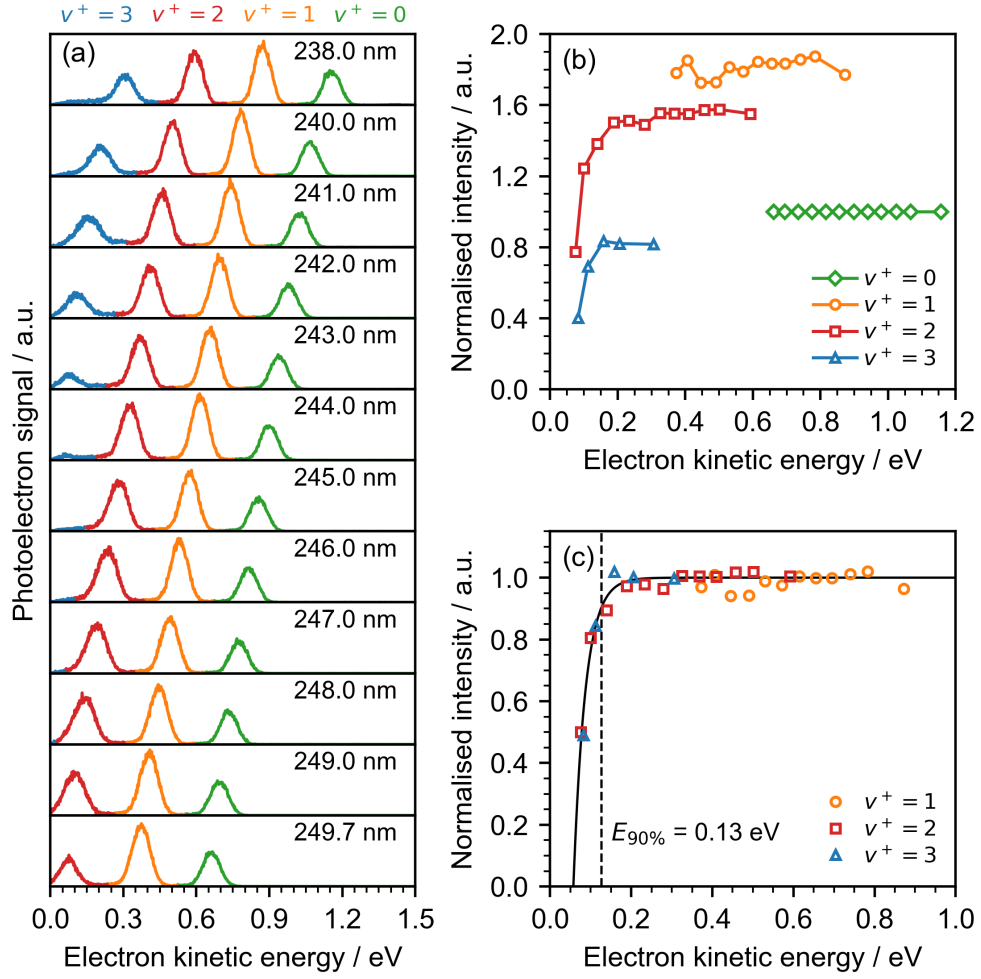 v⁺ = 3 v⁺ = 2 v⁺ = 1 v⁺ = 0
(a)
238.0 nm
240.0 nm
241.0 nm
242.0 nm
243.0 nm
244.0 nm
245.0 nm
246.0 nm
247.0 nm
248.0 nm
249.0 nm
249.7 nm
Photoelectron signal / a.u.
0.0 0.3 0.6 0.9 1.2 1.5
Electron kinetic energy / eV
(b)
2.0
1.6
1.2
0.8
0.4
0.0
Normalised intensity / a.u.
v⁺ = 0
v⁺ = 1
v⁺ = 2
v⁺ = 3
0.0 0.2 0.4 0.6 0.8 1.0 1.2
Electron kinetic energy / eV
(c)
1.0
0.8
0.6
0.4
0.2
0.0
Normalised intensity / a.u.
E90% = 0.13 eV
v⁺ = 1
v⁺ = 2
v⁺ = 3
0.0 0.2 0.4 0.6 0.8 1.0
Electron kinetic energy / eV